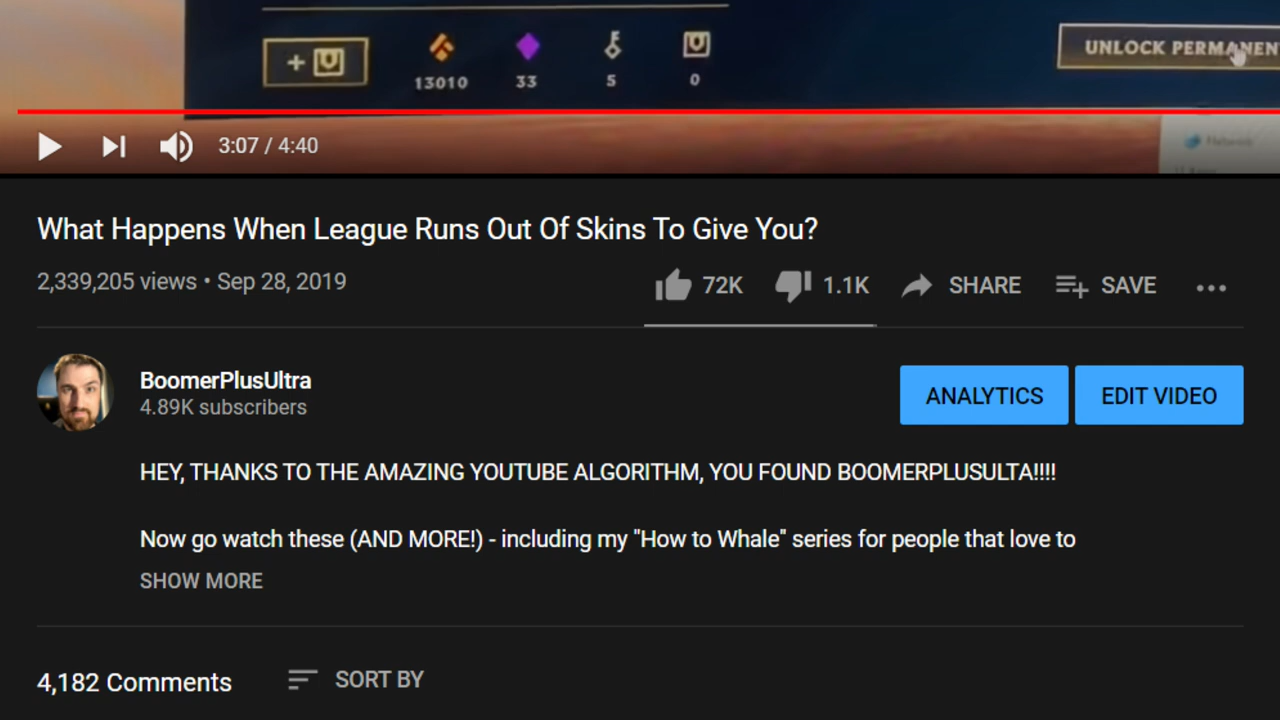 +
13010
33
5
0
UNLOCK PERMANEN
3:07 / 4:40
What Happens When League Runs Out Of Skins To Give You?
2,339,205 views • Sep 28, 2019
72K
1.1K
SHARE
SAVE
BoomerPlusUltra
4.89K subscribers
ANALYTICS
EDIT VIDEO
HEY, THANKS TO THE AMAZING YOUTUBE ALGORITHM, YOU FOUND BOOMERPLUSULTA!!!!
Now go watch these (AND MORE!) - including my "How to Whale" series for people that love to
SHOW MORE
4,182 Comments
SORT BY